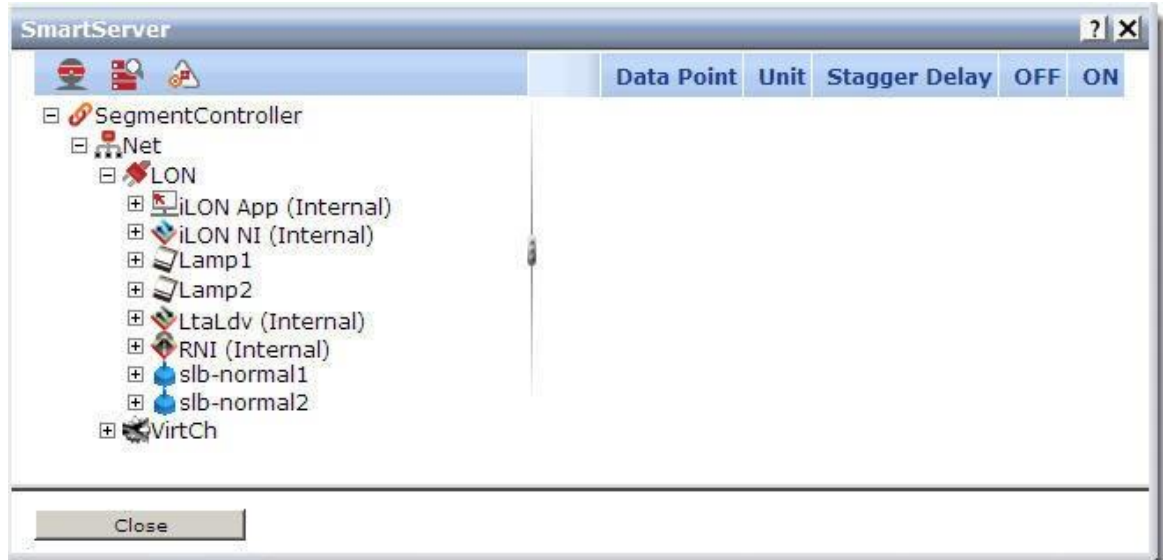 SmartServer ? X
Data Point Unit Stagger Delay OFF ON
SegmentController
Net
LON
iLON App (Internal)
iLON NI (Internal)
Lamp1
Lamp2
LtaLdv (Internal)
RNI (Internal)
slb-normal1
slb-normal2
VirtCh
Close